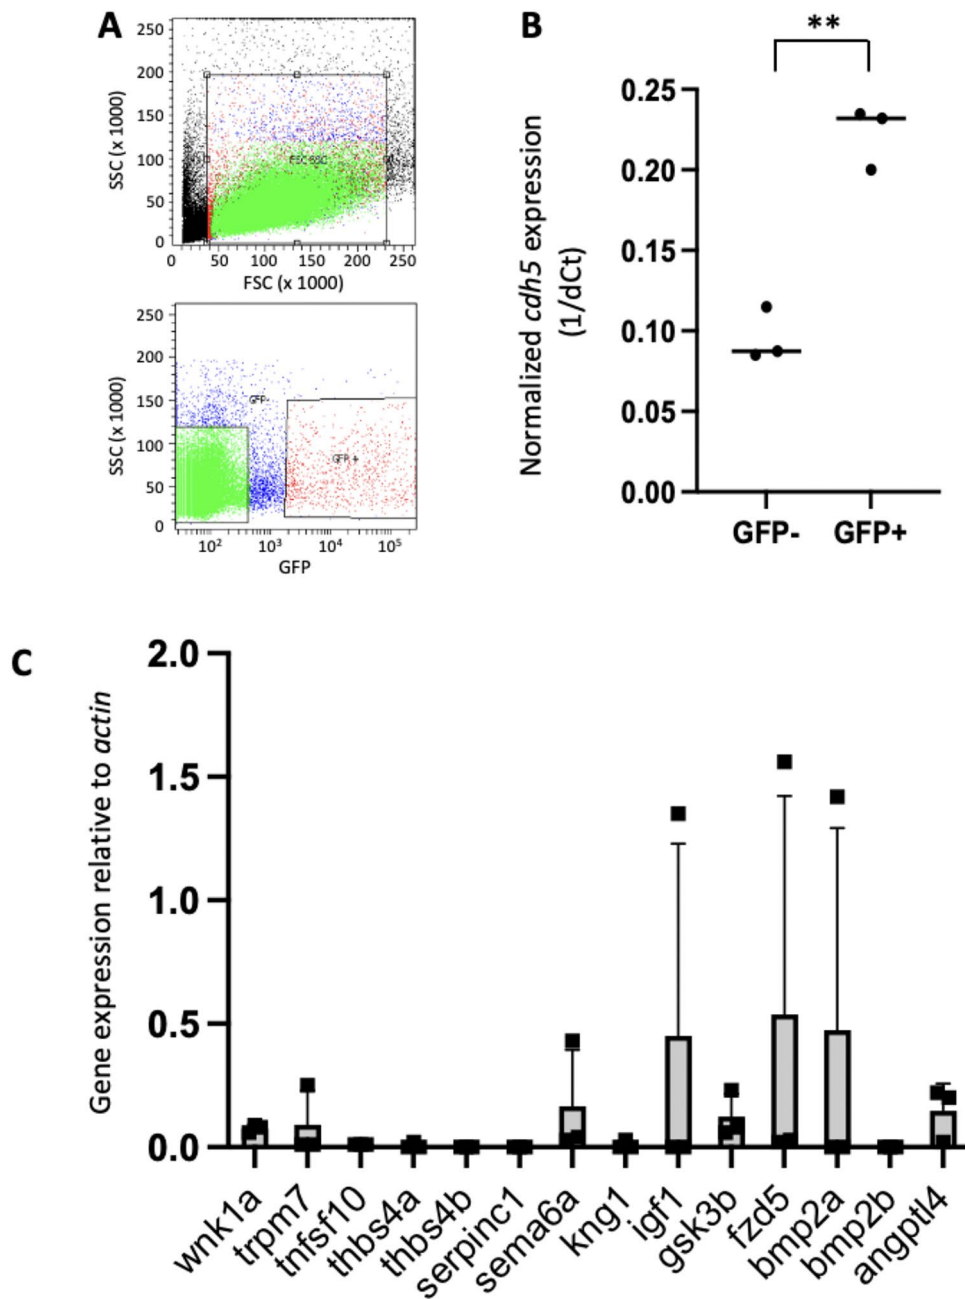 A
250
200
150
100
50
0
SSC (x 1000)
FSC SSC
0 50 100 150 200 250
FSC (x 1000)
250
200
150
100
50
0
SSC (x 1000)
GFP-
GFP +
10² 10³ 10⁴ 10⁵
GFP
B
**
0.25
0.20
0.15
0.10
0.05
0.00
Normalized cdh5 expression
(1/dCt)
GFP- GFP+
C
2.0
1.5
1.0
0.5
0.0
Gene expression relative to actin
wnk1a
trpm7
tnfsf10
thbs4a
thbs4b
serpinc1
sema6a
kng1
igf1
gsk3b
fzd5
bmp2a
bmp2b
angptl4